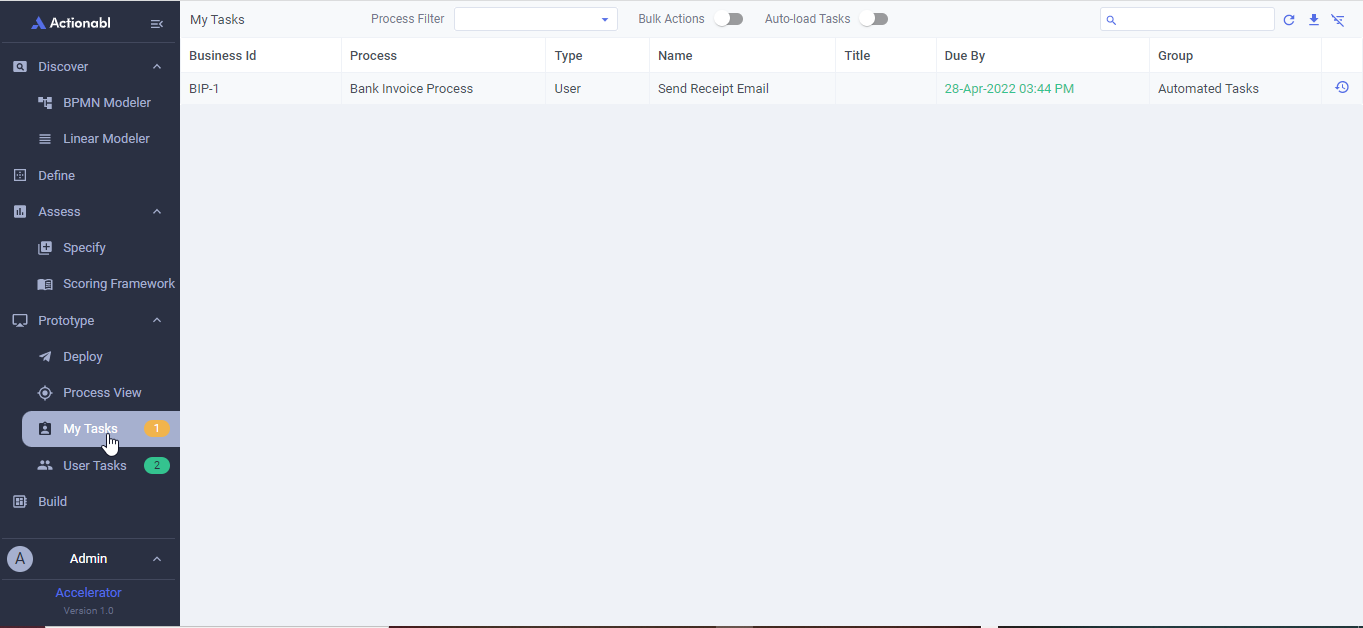 Actionabl
Discover
BPMN Modeler
Linear Modeler
Define
Assess
Specify
Scoring Framework
Prototype
Deploy
Process View
My Tasks 1
User Tasks 2
Build
A Admin
Accelerator
Version 1.0
My Tasks Process Filter Bulk Actions Auto-load Tasks
Business Id Process Type Name Title Due By Group
BIP-1 Bank Invoice Process User Send Receipt Email 28-Apr-2022 03:44 PM Automated Tasks